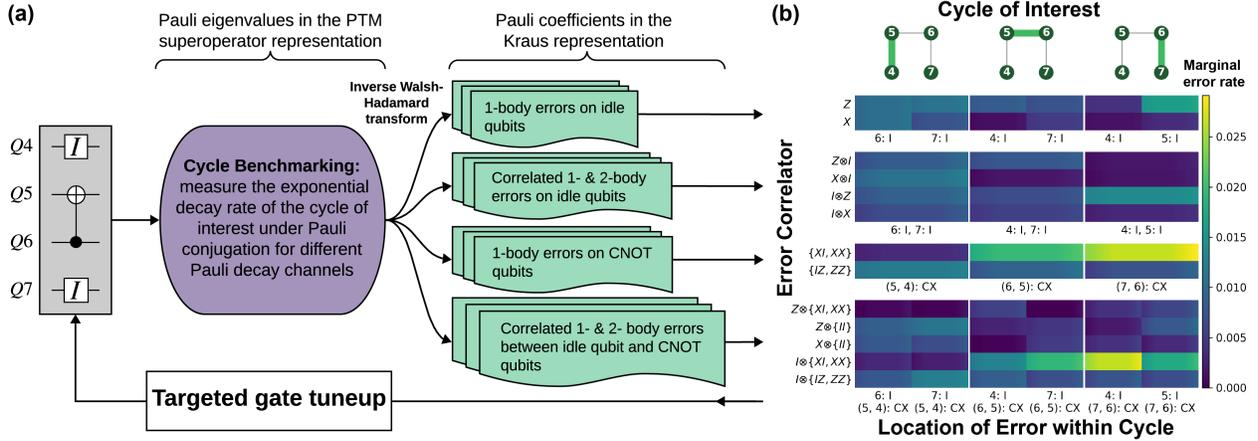 (a)
Pauli eigenvalues in the PTM
superoperator representation
Pauli coefficients in the
Kraus representation
Inverse Walsh-
Hadamard
transform
Q4
I
Q5
Q6
Q7
I
Cycle Benchmarking:
measure the exponential
decay rate of the cycle of
interest under Pauli
conjugation for different
Pauli decay channels
1-body errors on idle
qubits
Correlated 1- & 2-body
errors on idle qubits
1-body errors on CNOT
qubits
Correlated 1- & 2- body errors
between idle qubit and CNOT
qubits
Targeted gate tuneup
(b)
Cycle of Interest
5 6 5 6 5 6
4 7 4 7 4 7
Marginal
error rate
Error Correlator
Z
X
6: I 7: I 4: I 7: I 4: I 5: I
Z⊗I
X⊗I
I⊗Z
I⊗X
6: I, 7: I 4: I, 7: I 4: I, 5: I
{XI, XX}
{IZ, ZZ}
(5, 4): CX (6, 5): CX (7, 6): CX
Z⊗{XI, XX}
Z⊗{II}
X⊗{II}
I⊗{XI, XX}
I⊗{IZ, ZZ}
6: I 7: I 4: I 7: I 4: I 5: I
(5, 4): CX (5, 4): CX (6, 5): CX (6, 5): CX (7, 6): CX (7, 6): CX
Location of Error within Cycle
0.025
0.020
0.015
0.010
0.005
0.000